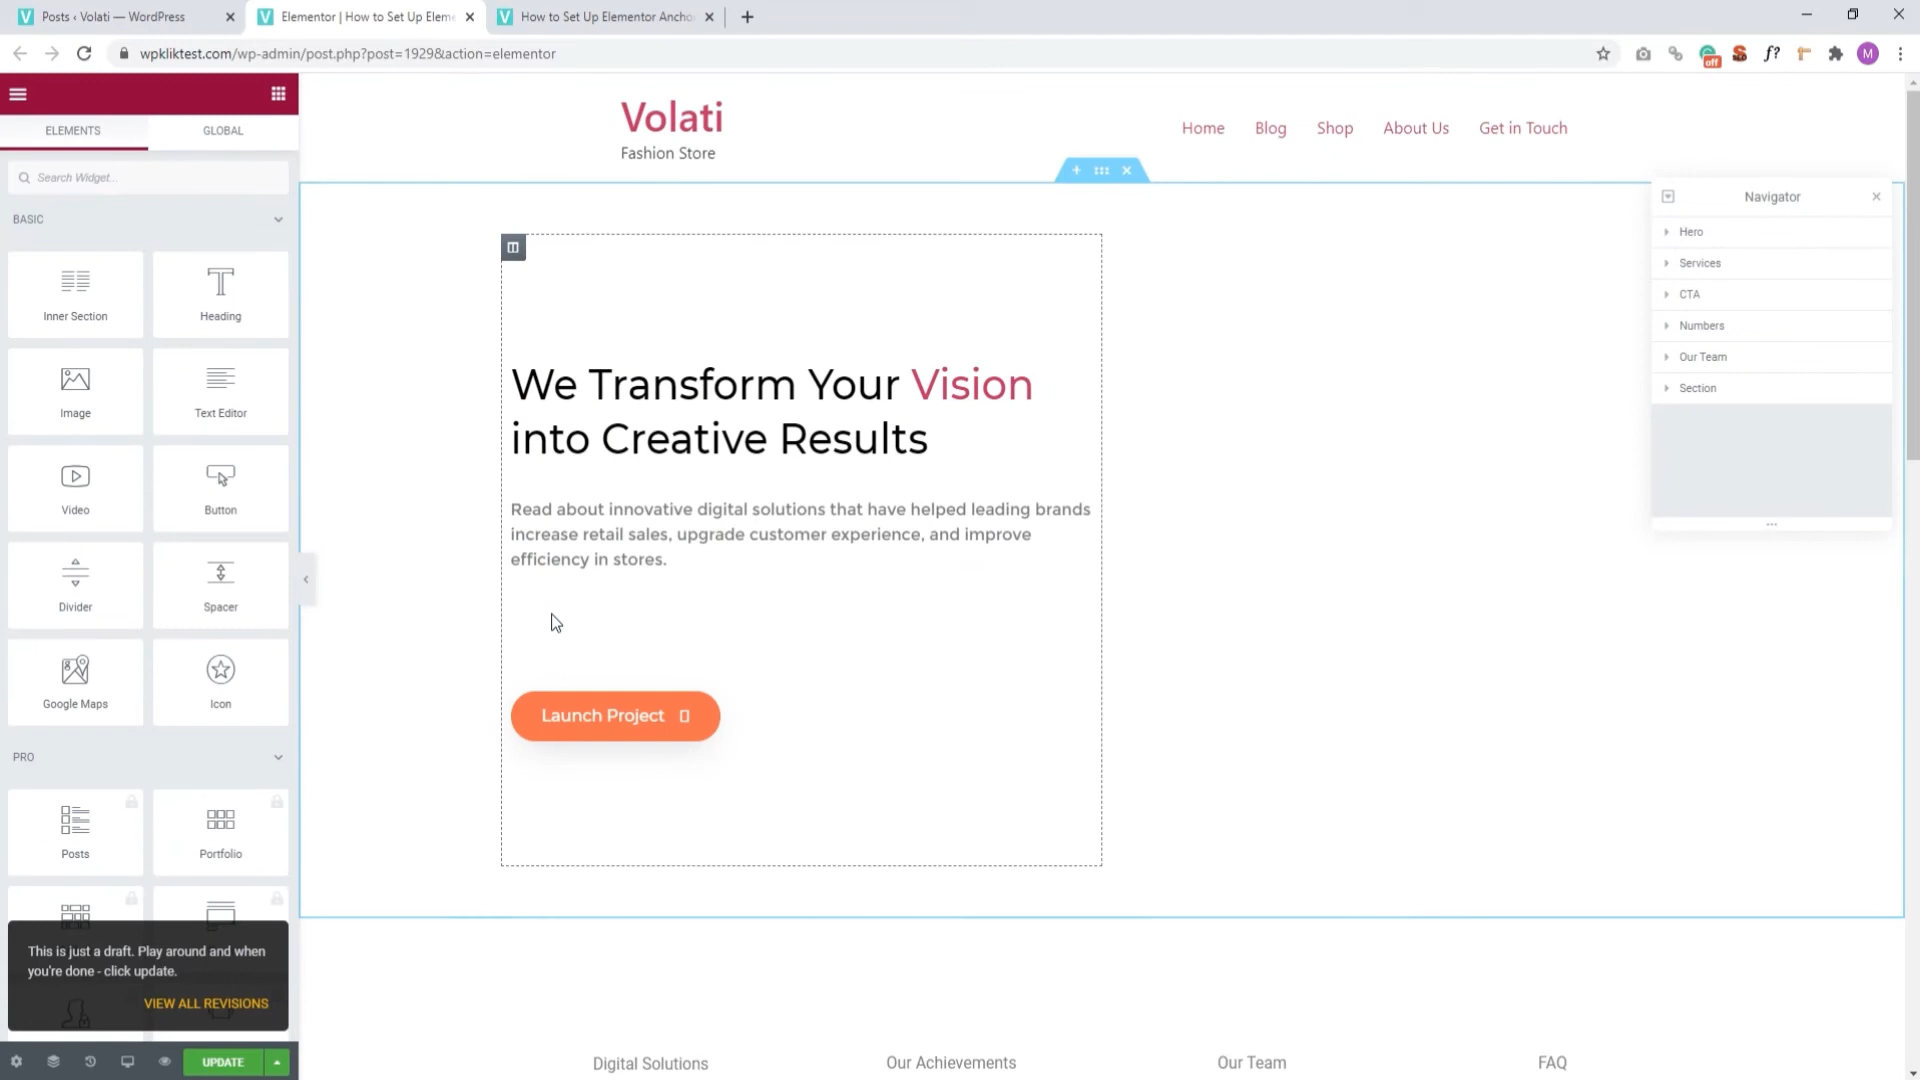 Posts ‹ Volati — WordPress
Elementor | How to Set Up Eleme
How to Set Up Elementor Ancho
wpkliktest.com/wp-admin/post.php?post=1929&action=elementor
off
f?
M
ELEMENTS
GLOBAL
Search Widget...
BASIC
Inner Section
Heading
Image
Text Editor
Video
Button
Divider
Spacer
Google Maps
Icon
PRO
Posts
Portfolio
This is just a draft. Play around and when
you're done - click update.
VIEW ALL REVISIONS
UPDATE
Volati
Fashion Store
Home
Blog
Shop
About Us
Get in Touch
We Transform Your Vision
into Creative Results
Read about innovative digital solutions that have helped leading brands
increase retail sales, upgrade customer experience, and improve
efficiency in stores.
Launch Project
Navigator
Hero
Services
CTA
Numbers
Our Team
Section
Digital Solutions
Our Achievements
Our Team
FAQ